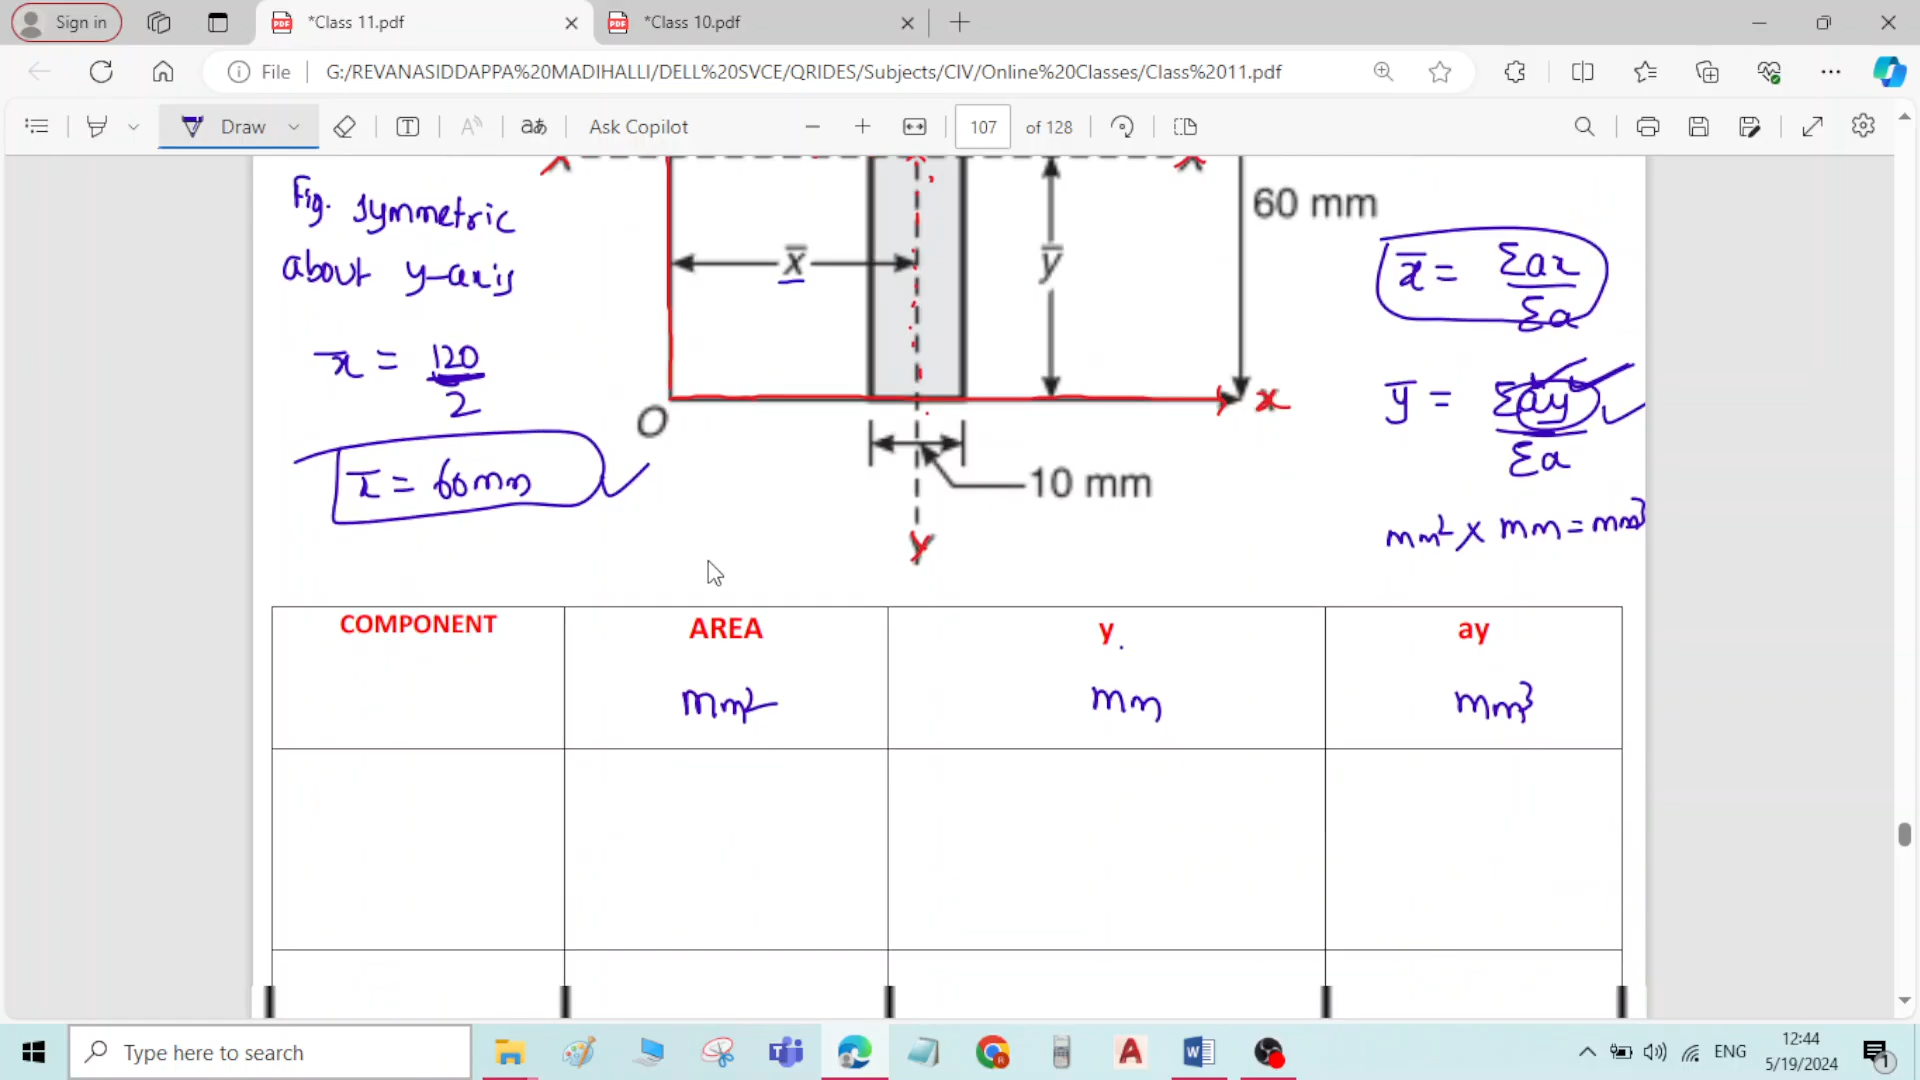 Sign in
*Class 11.pdf
*Class 10.pdf
File
G:/REVANASIDDAPPA%20MADIHALLI/DELL%20SVCE/QRIDES/Subjects/CIV/Online%20Classes/Class%2011.pdf
Draw
aあ
Ask Copilot
107 of 128
X X
Fig. Symmetric
about y-axis
60 mm
x̄
ȳ
x̄ = Σax / Σa
x̄ = 120 / 2
ȳ = Σay / Σa
O
x
x̄ = 60mm
10 mm
mm² x mm = mm³
y
COMPONENT AREA y ay
mm² mm mm³
Type here to search
ENG
12:44
5/19/2024
1